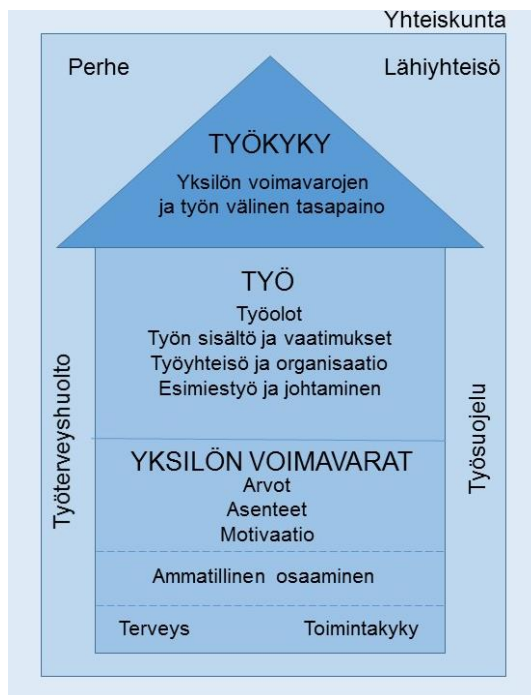 Yhteiskunta
Perhe
Lähiyhteisö
TYÖKYKY
Yksilön voimavarojen
ja työn välinen tasapaino
TYÖ
Työolot
Työn sisältö ja vaatimukset
Työyhteisö ja organisaatio
Esimiestyö ja johtaminen
Työterveyshuolto
Työsuojelu
YKSILÖN VOIMAVARAT
Arvot
Asenteet
Motivaatio
Ammatillinen osaaminen
Terveys
Toimintakyky